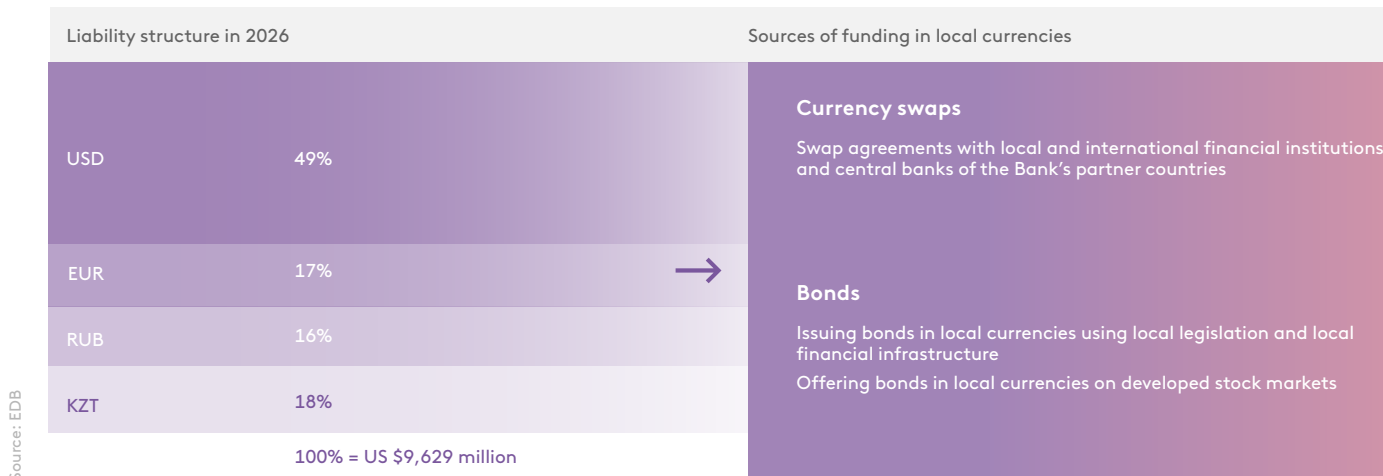 Liability structure in 2026
Sources of funding in local currencies
USD 49%
EUR 17%
RUB 16%
KZT 18%
100% = US $9,629 million
Currency swaps
Swap agreements with local and international financial institutions
and central banks of the Bank’s partner countries
Bonds
Issuing bonds in local currencies using local legislation and local
financial infrastructure
Offering bonds in local currencies on developed stock markets
Source: EDB